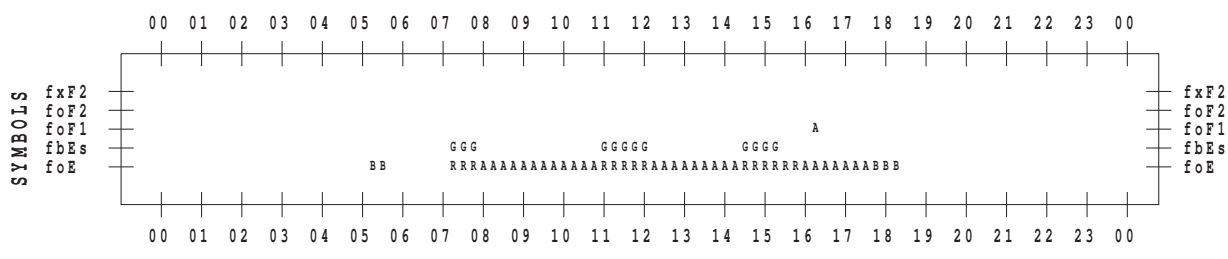 00 01 02 03 04 05 06 07 08 09 10 11 12 13 14 15 16 17 18 19 20 21 22 23 00
SYMBOLS
fxF2 fxF2
foF2 foF2
foF1 A foF1
fbEs GGG GGGGG GGGG fbEs
foE BB RRRAAAAAAAAAAAARRRRRAAAAAAAAARRRRRRAAAAAAABBB foE
00 01 02 03 04 05 06 07 08 09 10 11 12 13 14 15 16 17 18 19 20 21 22 23 00